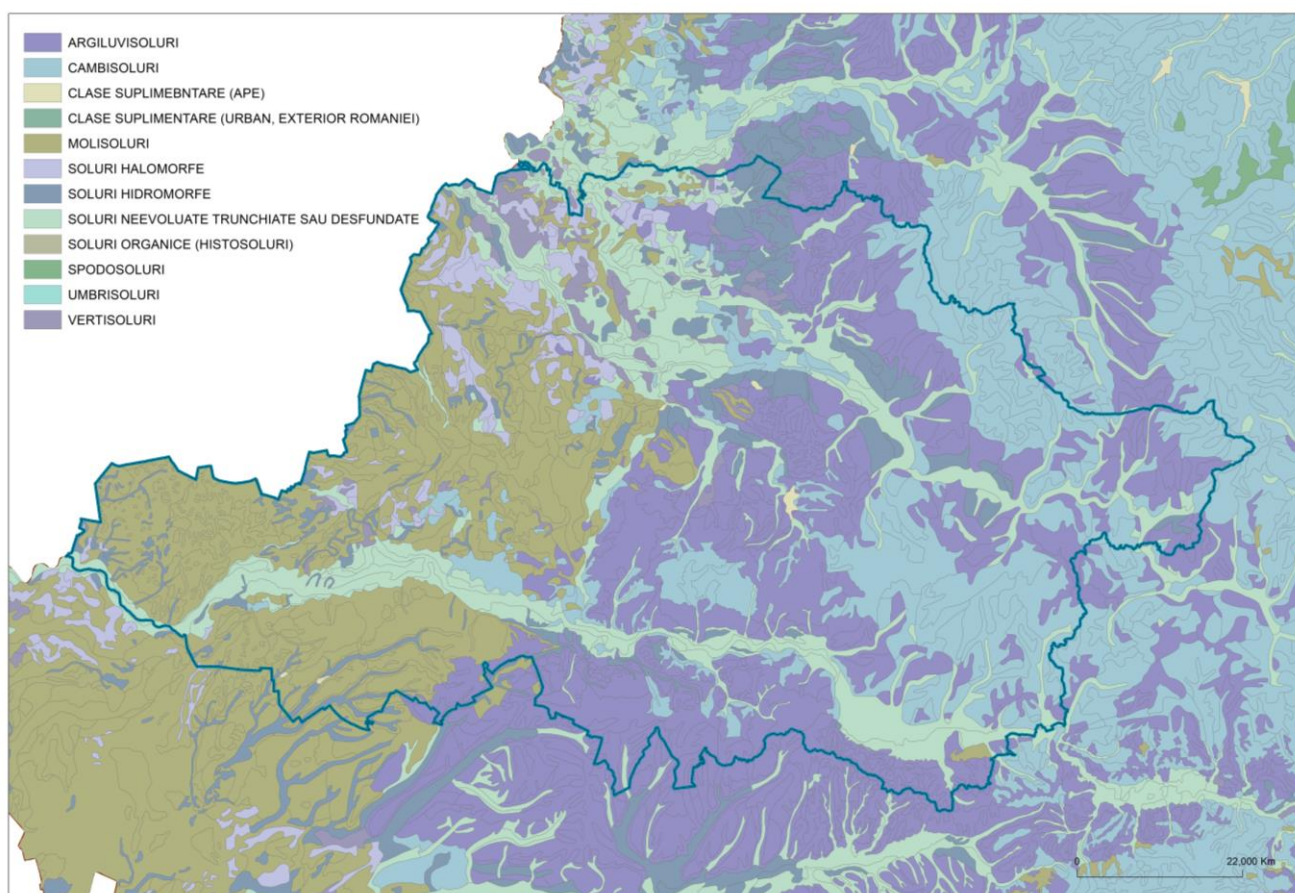 ARGILUVISOLURI
CAMBISOLURI
CLASE SUPLIMEBNTARE (APE)
CLASE SUPLIMENTARE (URBAN, EXTERIOR ROMANIEI)
MOLISOLURI
SOLURI HALOMORFE
SOLURI HIDROMORFE
SOLURI NEEVOLUATE TRUNCHIATE SAU DESFUNDATE
SOLURI ORGANICE (HISTOSOLURI)
SPODOSOLURI
UMBRISOLURI
VERTISOLURI
0 22,000 Km